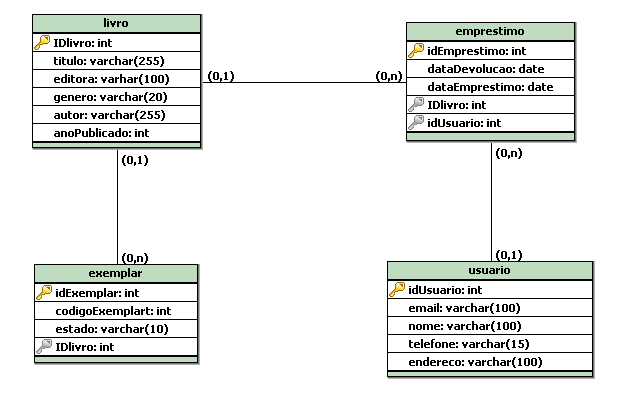 livro
IDlivro: int
titulo: varchar(255)
editora: varhar(100)
genero: varchar(20)
autor: varchar(255)
anoPublicado: int
(0,1)
(0,n)
emprestimo
idEmprestimo: int
dataDevolucao: date
dataEmprestimo: date
IDlivro: int
idUsuario: int
(0,1)
(0,n)
(0,n)
(0,1)
exemplar
idExemplar: int
codigoExemplart: int
estado: varchar(10)
IDlivro: int
usuario
idUsuario: int
email: varchar(100)
nome: varchar(100)
telefone: varchar(15)
endereco: varchar(100)